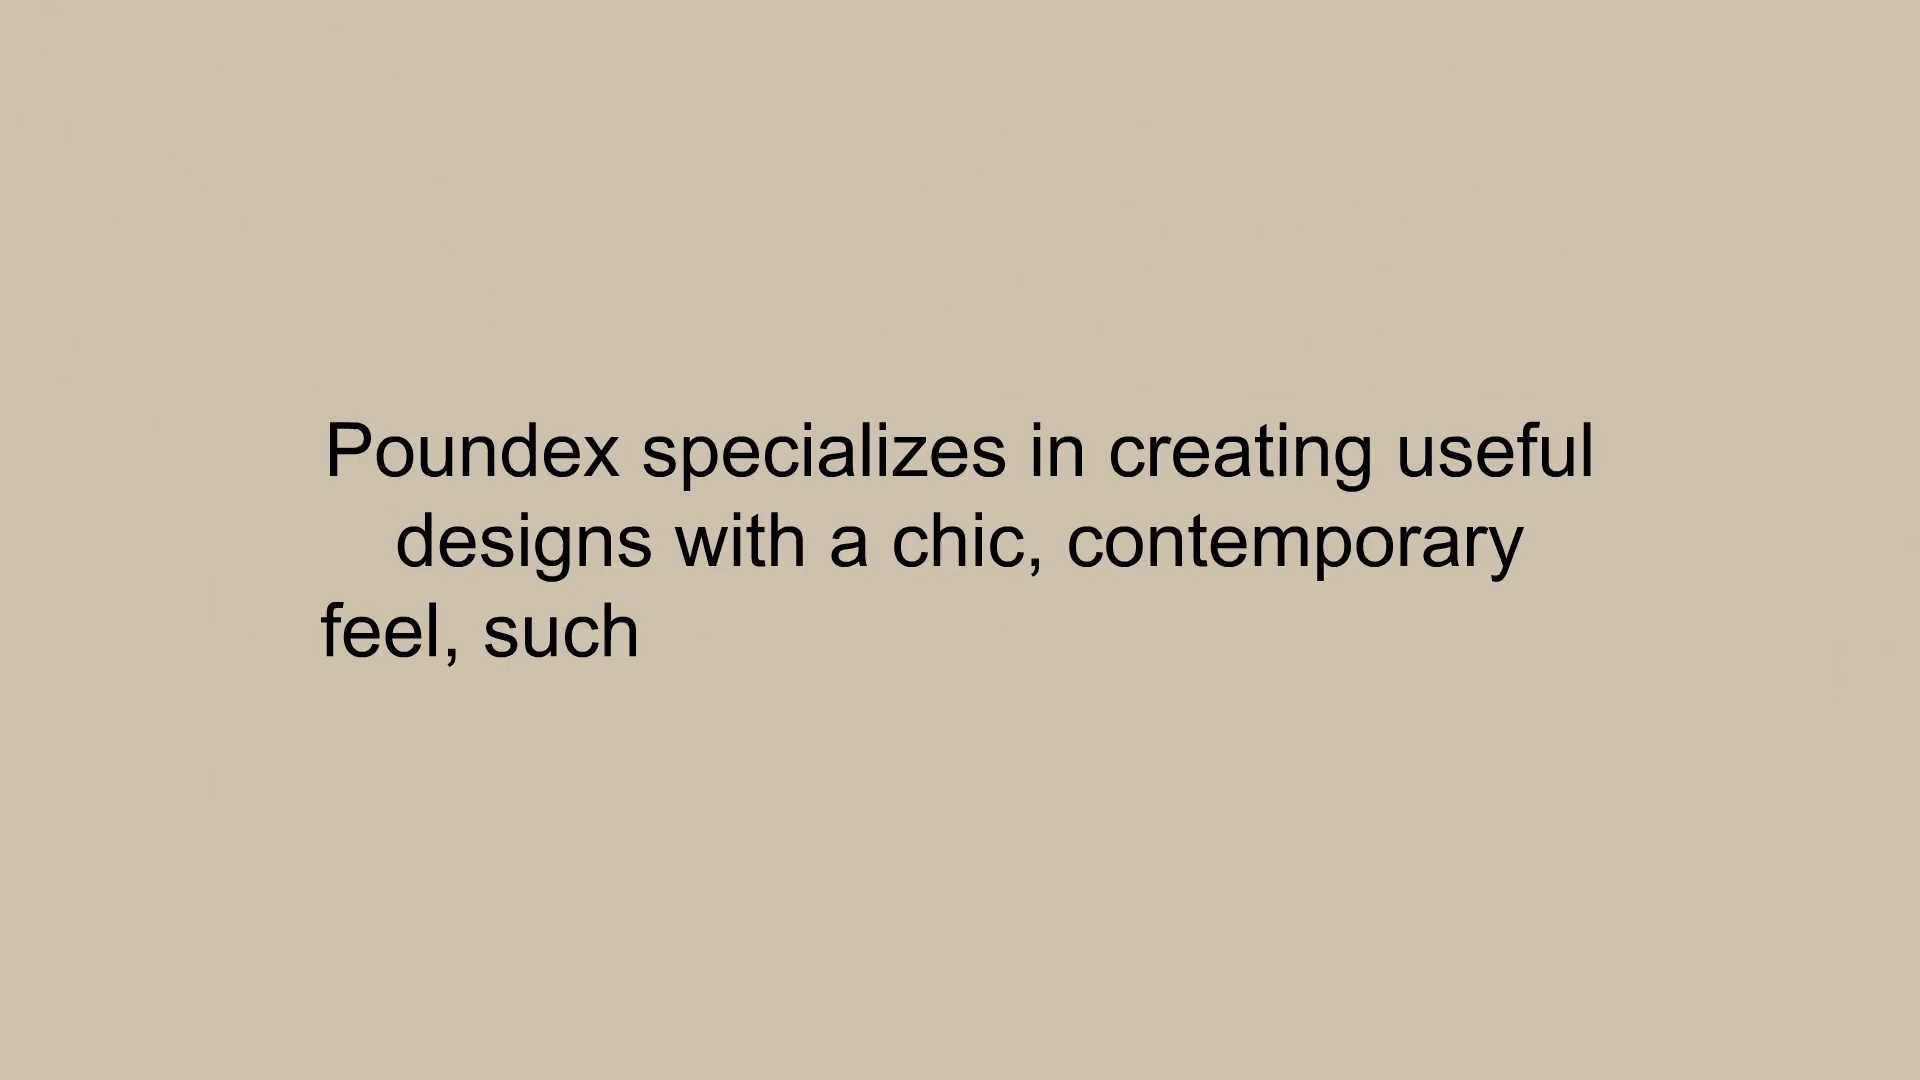 Poundex specializes in creating useful
designs with a chic, contemporary
feel, such